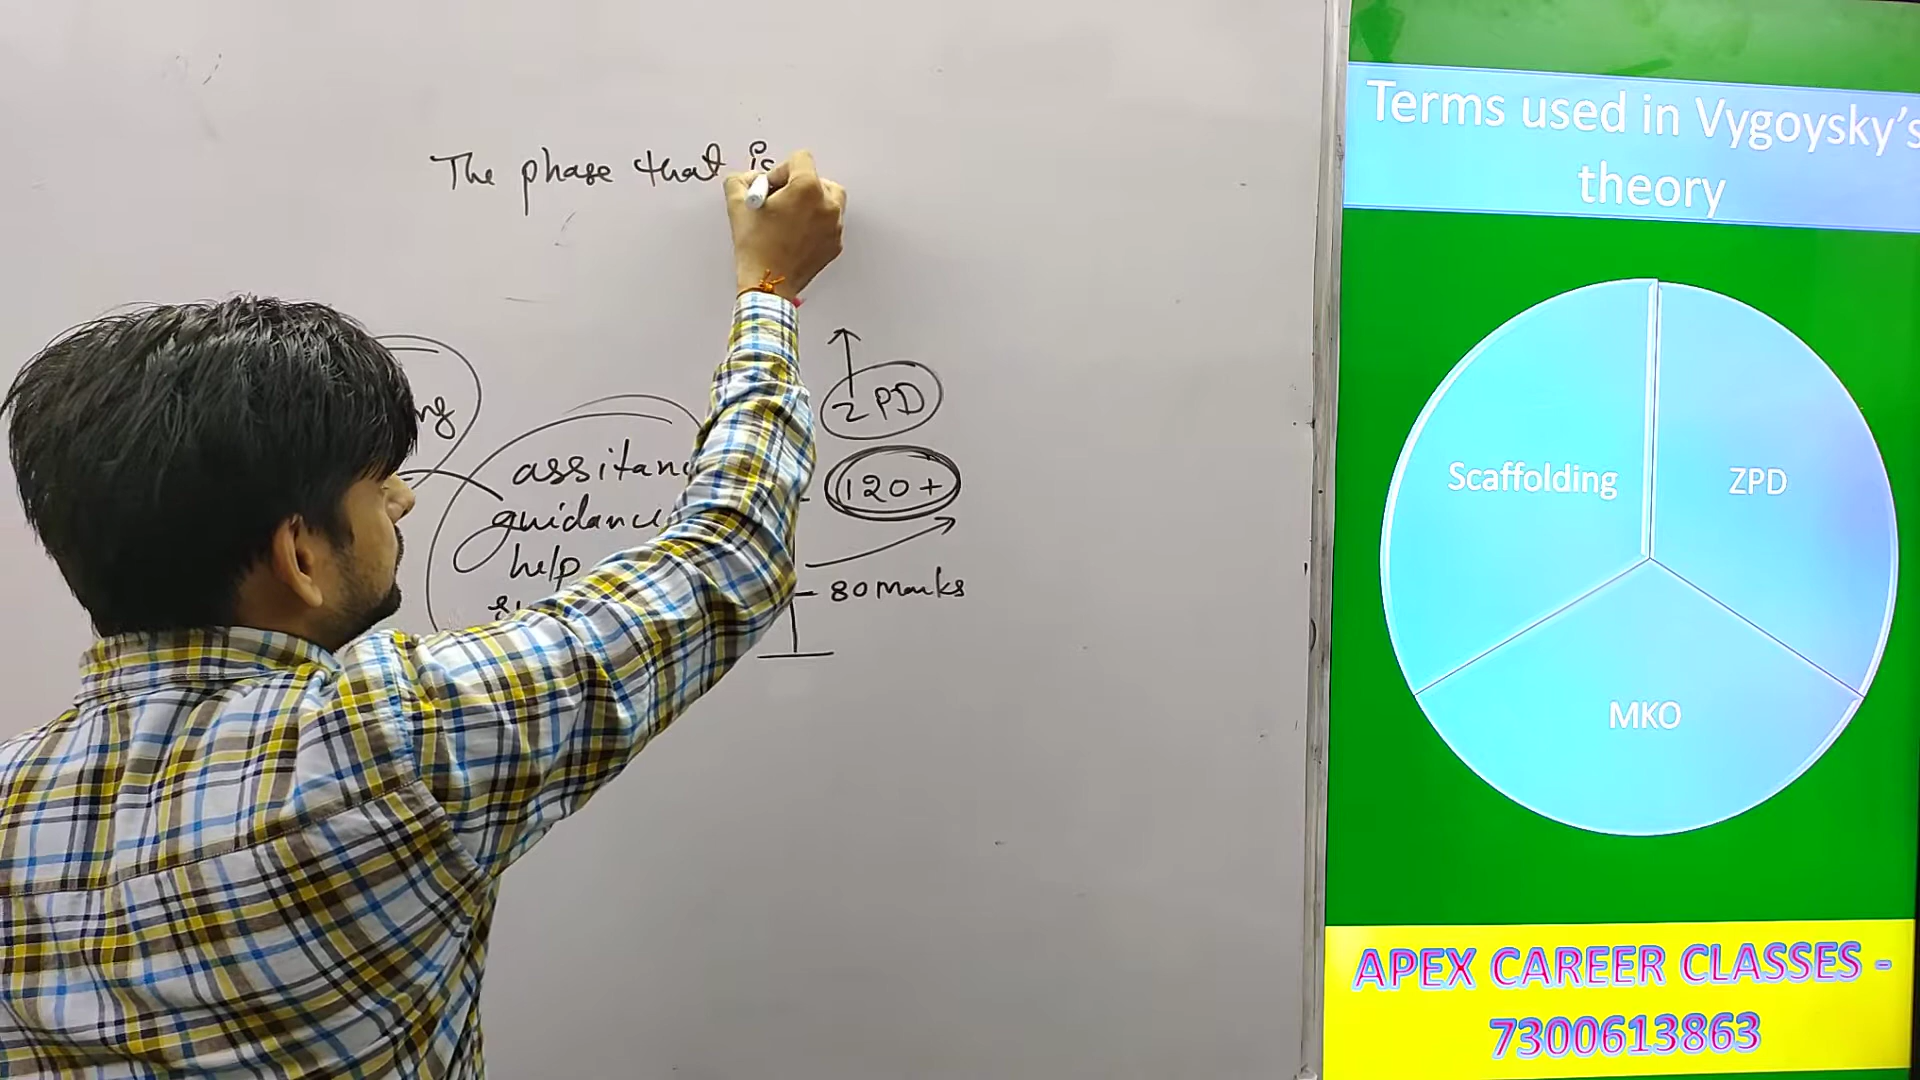 The phase that is
ZPD
assitanc
guidance
help
120+
80 Marks
Terms used in Vygoysky's
theory
Scaffolding
ZPD
MKO
APEX CAREER CLASSES -
7300613863